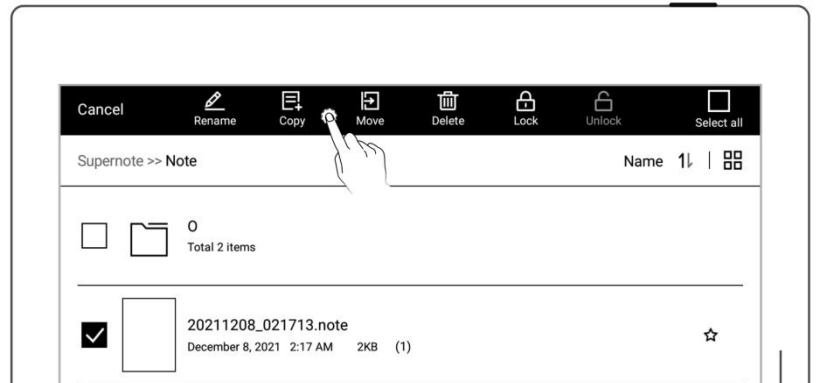 Cancel Rename Copy Move Delete Lock Unlock Select all
Supernote >> Note Name
O
Total 2 items
20211208_021713.note
December 8, 2021 2:17 AM 2KB (1)